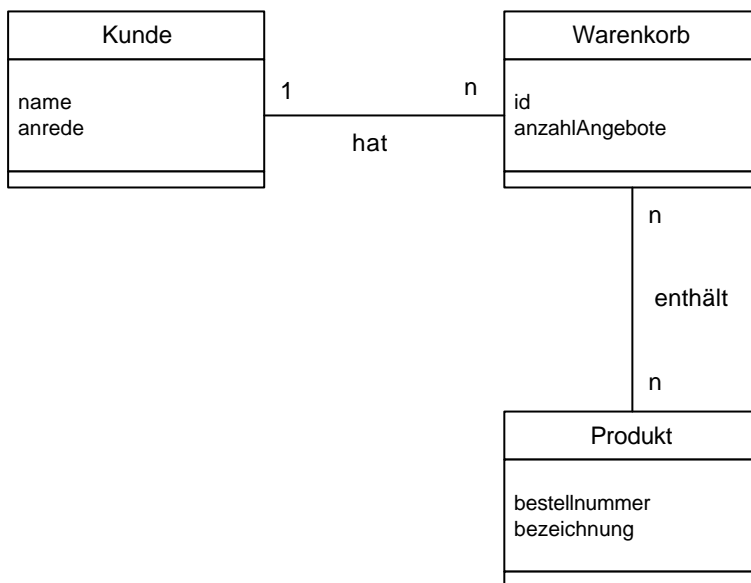 Kunde
name
anrede
1
n
hat
Warenkorb
id
anzahlAngebote
n
enthält
n
Produkt
bestellnummer
bezeichnung